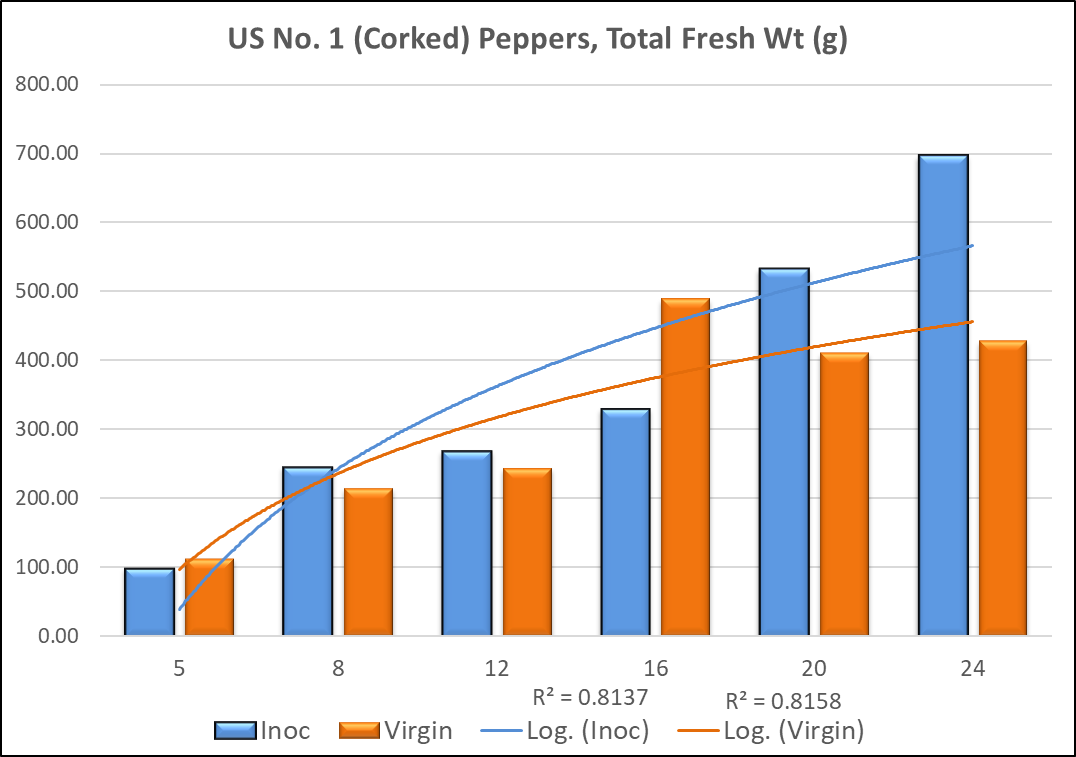 US No. 1 (Corked) Peppers, Total Fresh Wt (g)
800.00
700.00
600.00
500.00
400.00
300.00
200.00
100.00
0.00
5 8 12 16 20 24
R² = 0.8137 R² = 0.8158
Inoc Virgin Log. (Inoc) Log. (Virgin)